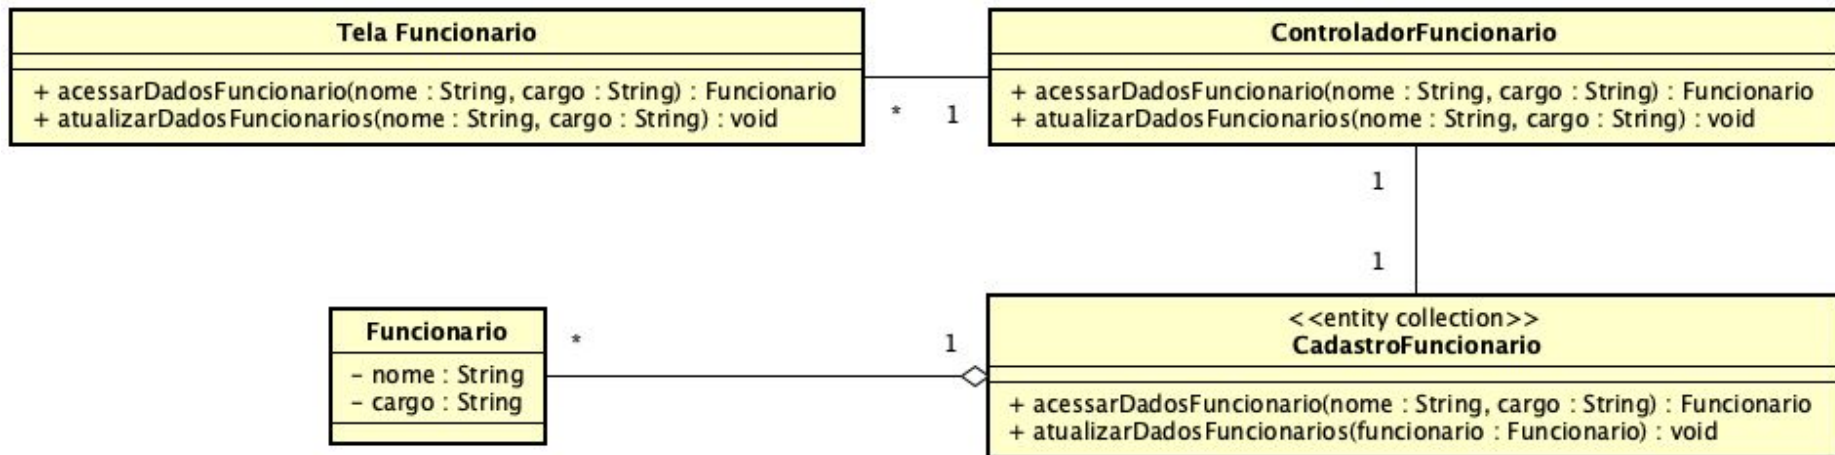 Tela Funcionario
+ acessarDadosFuncionario(nome : String, cargo : String) : Funcionario
+ atualizarDadosFuncionarios(nome : String, cargo : String) : void
* 1
ControladorFuncionario
+ acessarDadosFuncionario(nome : String, cargo : String) : Funcionario
+ atualizarDadosFuncionarios(nome : String, cargo : String) : void
1
1
Funcionario
- nome : String
- cargo : String
* 1
<<entity collection>>
CadastroFuncionario
+ acessarDadosFuncionario(nome : String, cargo : String) : Funcionario
+ atualizarDadosFuncionarios(funcionario : Funcionario) : void